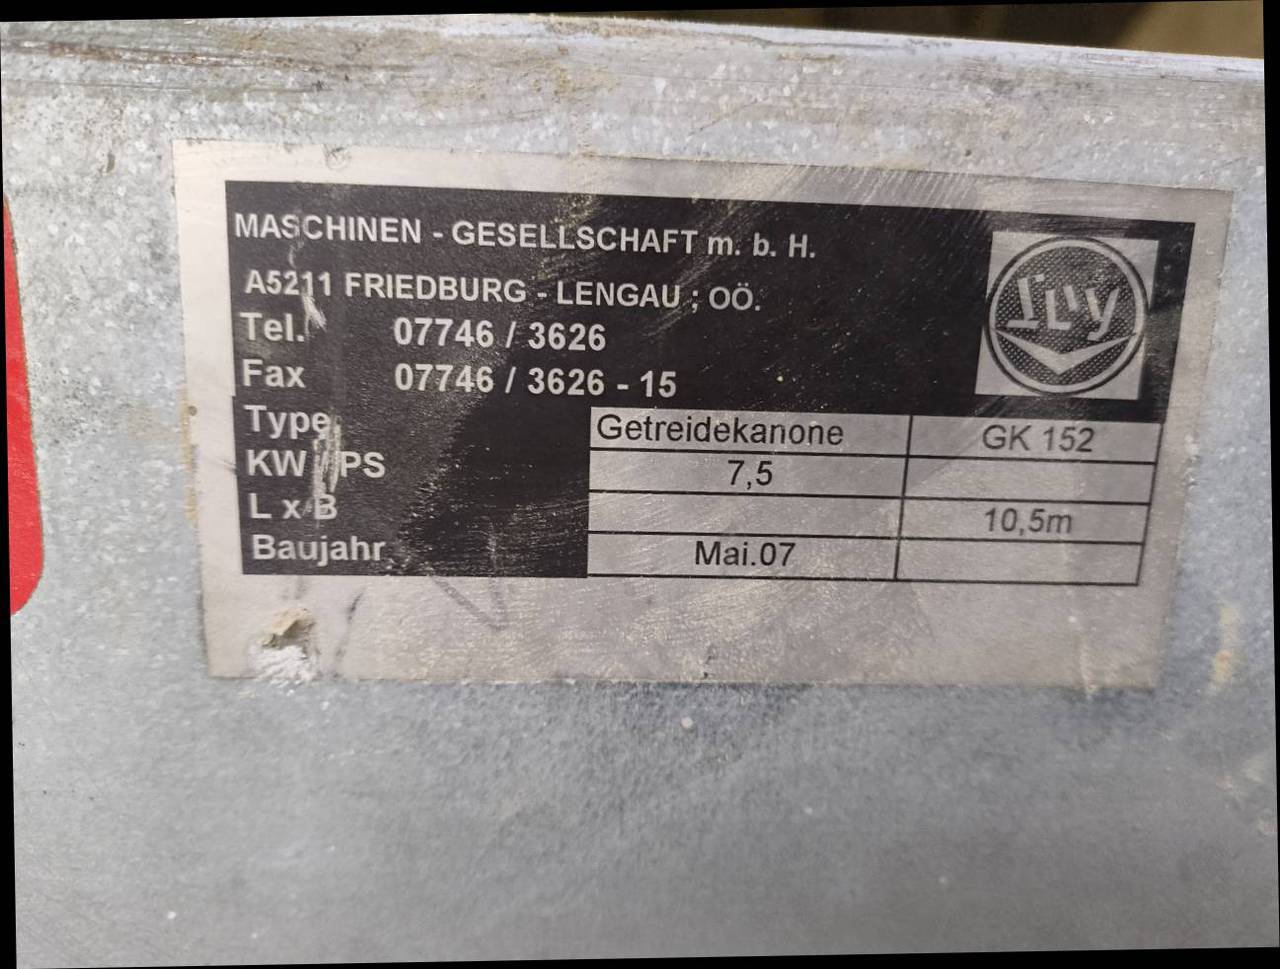 MASCHINEN - GESELLSCHAFT m. b. H.
A5211 FRIEDBURG - LENGAU ; OÖ.
Tel. 07746 / 3626
Fax 07746 / 3626 - 15
Type Getreidekanone GK 152
KW / PS 7,5
L x B 10,5m
Baujahr Mai.07